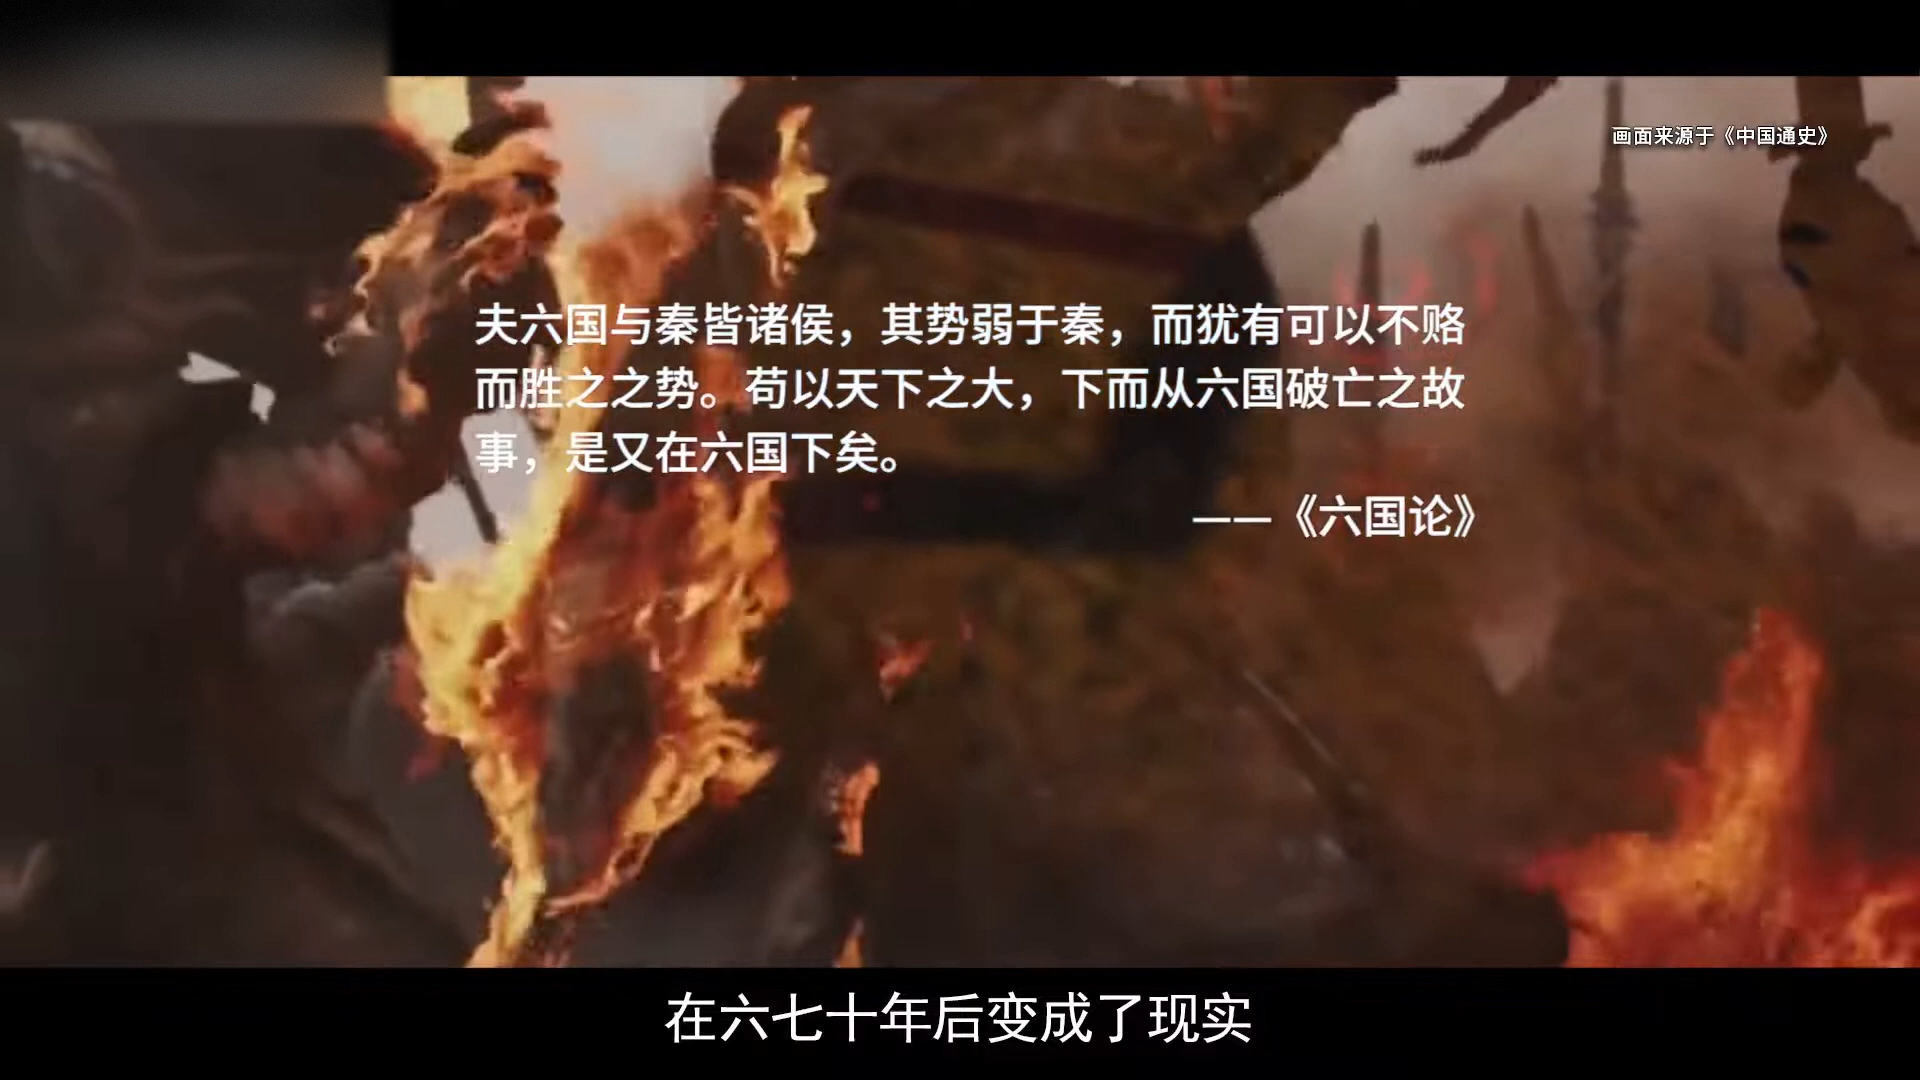 画面来源于《中国通史》
夫六国与秦皆诸侯，其势弱于秦，而犹有可以不赂
而胜之之势。苟以天下之大，下而从六国破亡之故
事，是又在六国下矣。
——《六国论》
在六七十年后变成了现实